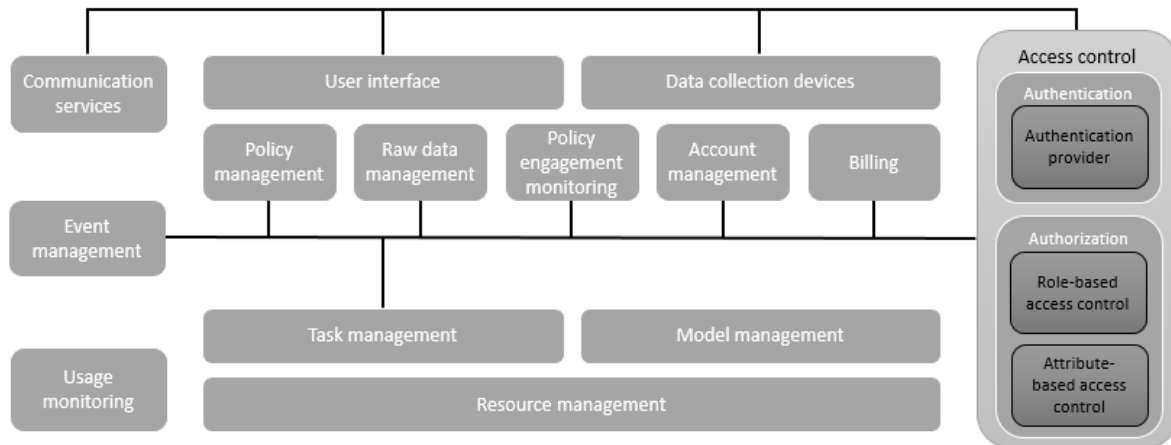 Communication
services
User interface
Data collection devices
Access control
Authentication
Authentication
provider
Policy
management
Raw data
management
Policy
engagement
monitoring
Account
management
Billing
Event
management
Authorization
Role-based
access control
Attribute-
based access
control
Task management
Model management
Usage
monitoring
Resource management